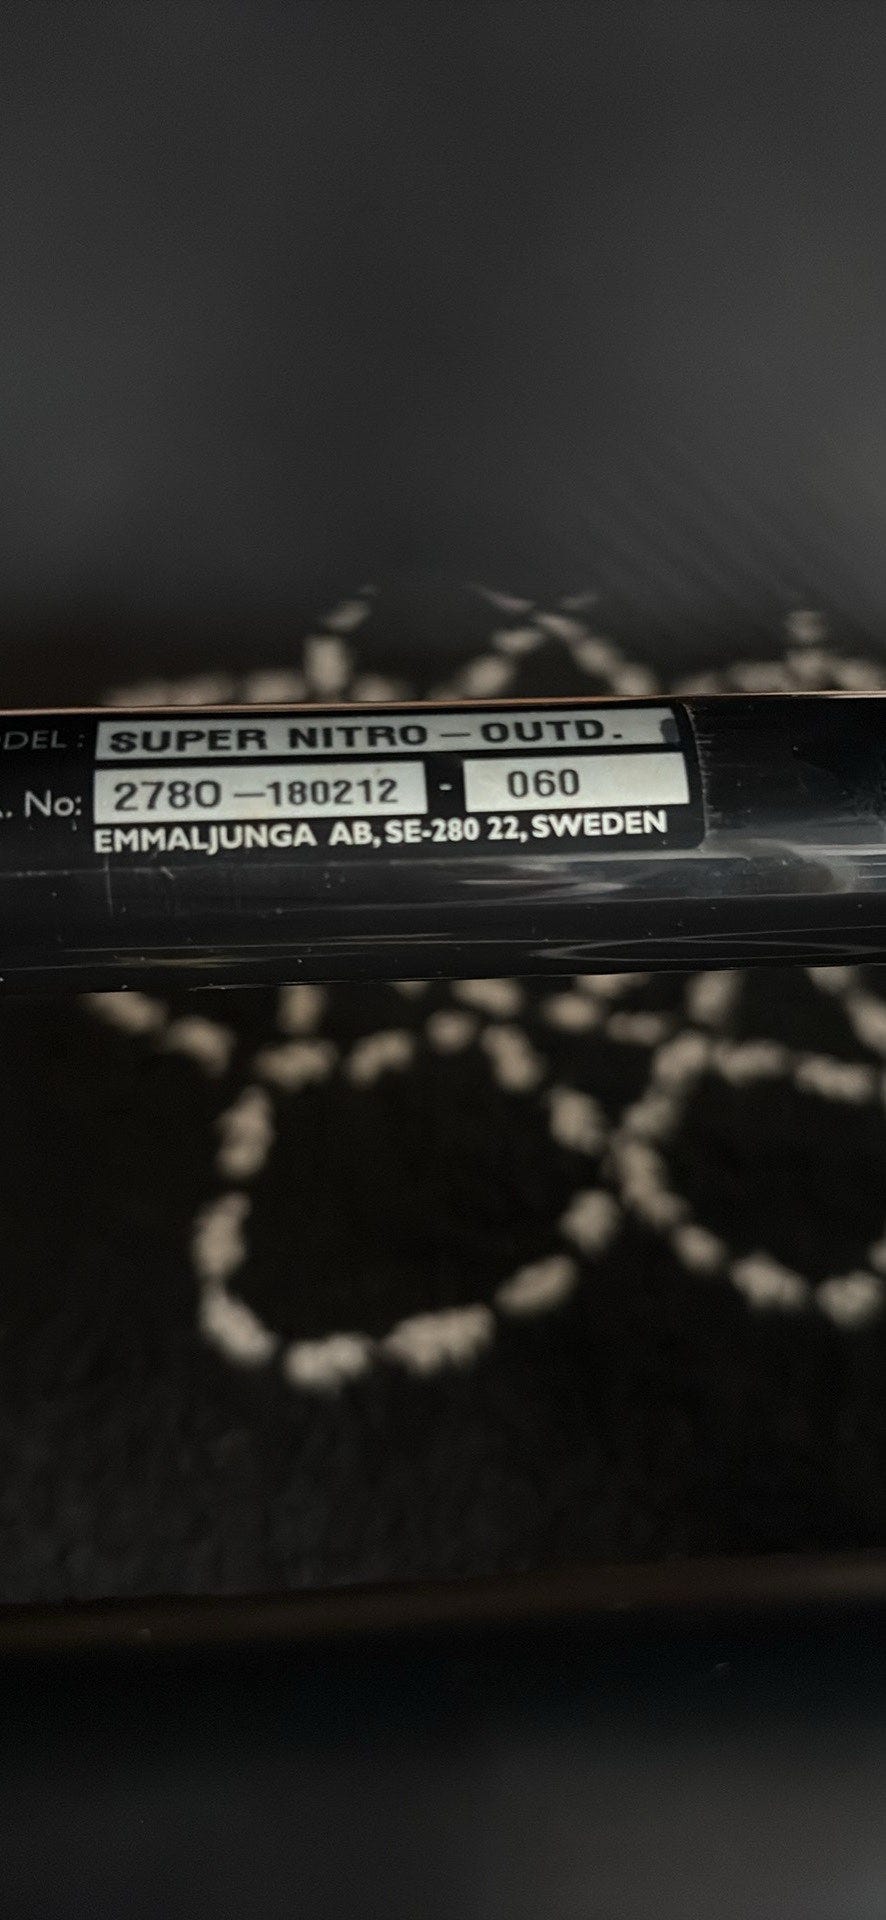 DEL : SUPER NITRO – OUTD.
. No: 2780 –180212 - 060
EMMALJUNGA AB, SE-280 22, SWEDEN